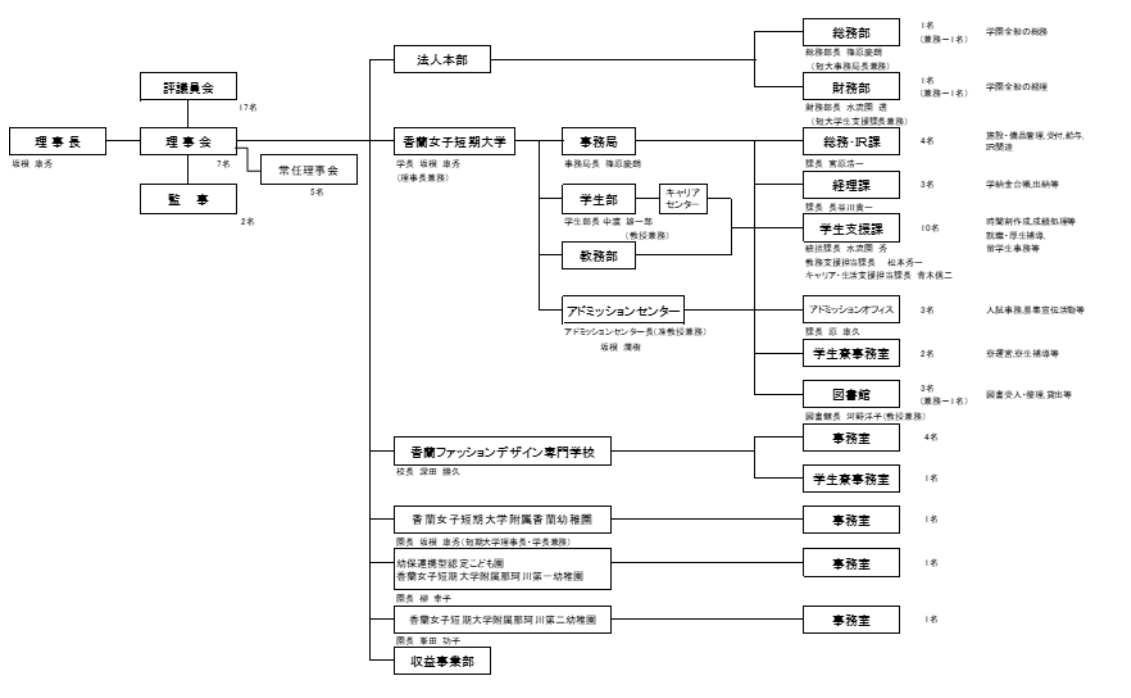 評議員会
17名
理事長
坂根 康秀
理事会
7名
常任理事会
5名
監事
2名
法人本部
総務部
1名
(兼務ー1名)
学園全般の総務
総務部長 篠原慶朗
(短大事務局長兼務)
財務部
1名
(兼務ー1名)
学園全般の経理
財務部長 水流園
(短大学生支援課長兼務)
香蘭女子短期大学
学長 坂根 康秀
(理事長兼務)
事務局
事務局長 篠原慶朗
総務・IR課
4名
施設・備品管理,受付,給与,
IR関連
課長 宮原浩一
経理課
3名
学納金台帳,出納等
課長 長谷川貴一
学生部
キャリア
センター
学生部長 中濵 雄一郎
(教授兼務)
教務部
学生支援課
10名
時間割作成,成績処理等
就職・厚生補導,
留学生事務等
統括課長 水流園
教務支援担当課長 松本秀一
キャリア・生活支援担当課長 青木慎二
アドミッションセンター
アドミッションセンター長(准教授兼務)
坂根 潤樹
アドミッションオフィス
3名
入試事務,募集宣伝活動等
課長 原 康久
学生寮事務室
2名
寮運営,寮生補導等
図書館
3名
(兼務ー1名)
図書受入・整理,貸出等
図書館長 河野洋子(教授兼務)
香蘭ファッションデザイン専門学校
校長 深田 勝久
事務室
4名
学生寮事務室
1名
香蘭女子短期大学附属香蘭幼稚園
園長 坂根 康秀(短期大学理事長・学長兼務)
事務室
1名
幼保連携型認定こども園
香蘭女子短期大学附属那珂川第一幼稚園
園長 柳 幸子
事務室
1名
香蘭女子短期大学附属那珂川第二幼稚園
園長 峯田 功子
事務室
1名
収益事業部